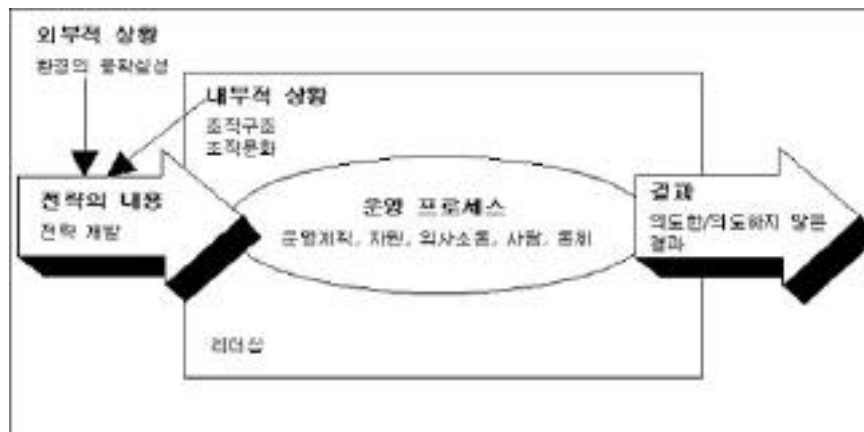 외부적 상황
환경의 불확실성
내부적 상황
조직구조
조직문화
전략의 내용
전략 개발
운영 프로세스
운영계획, 자원, 의사소통, 사람, 통제
결과
의도한/의도하지 않은
결과
리더십